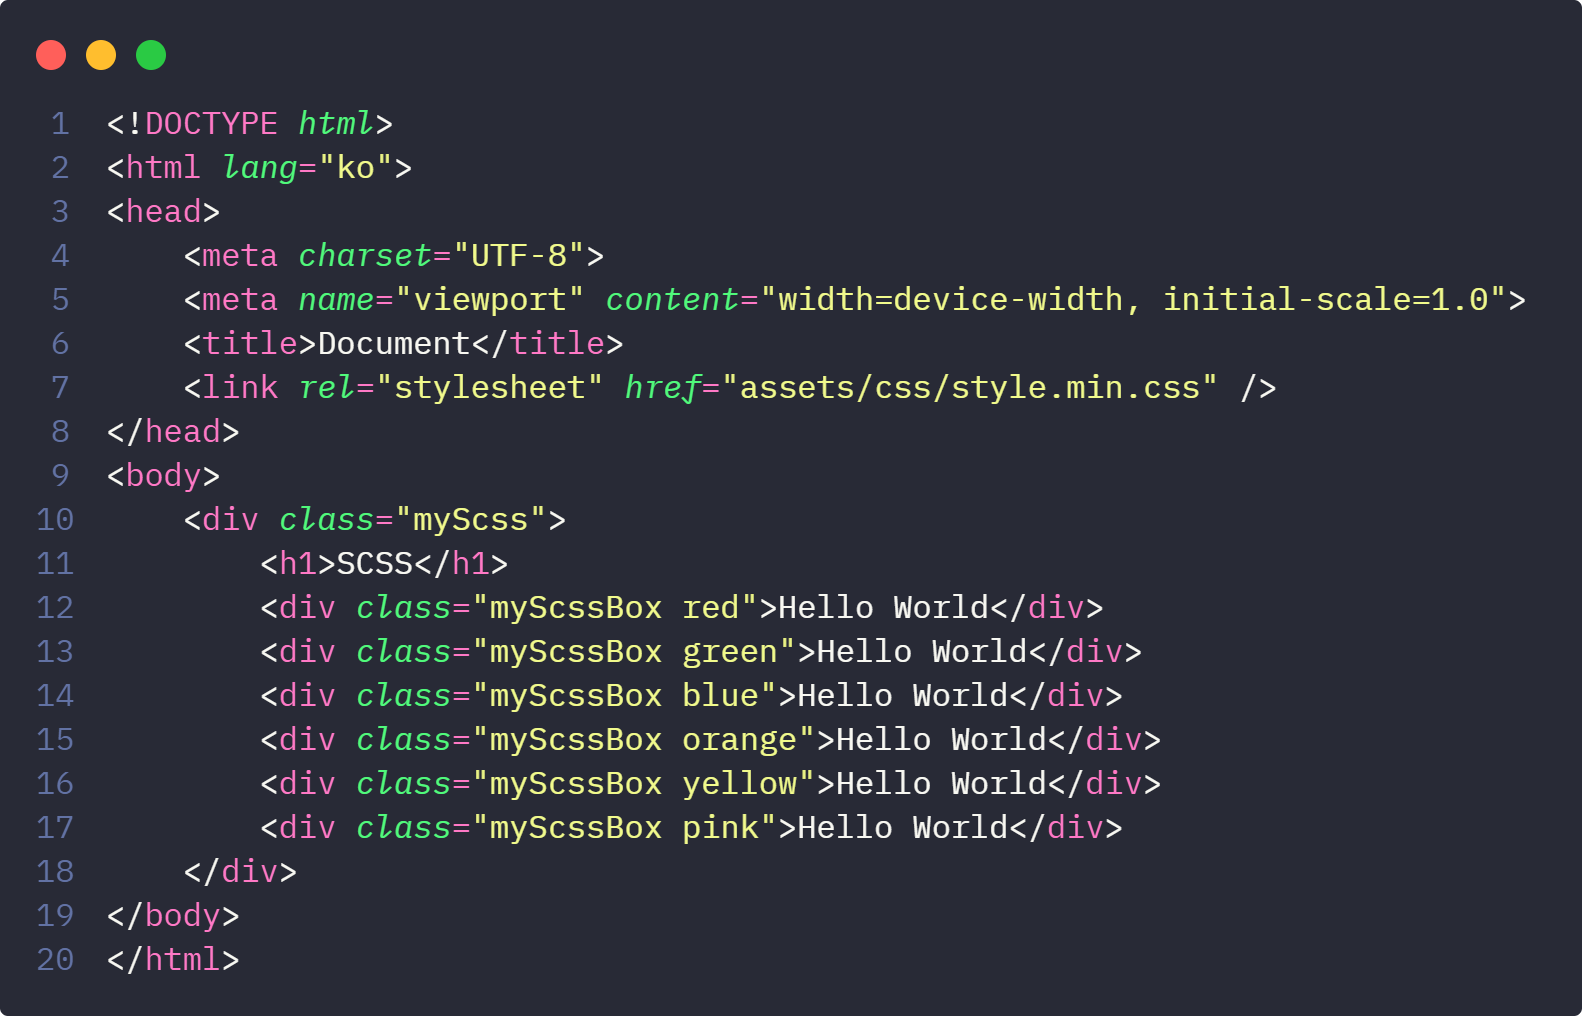 1 <!DOCTYPE html>
2 <html lang="ko">
3 <head>
4     <meta charset="UTF-8">
5     <meta name="viewport" content="width=device-width, initial-scale=1.0">
6     <title>Document</title>
7     <link rel="stylesheet" href="assets/css/style.min.css" />
8 </head>
9 <body>
10     <div class="myScss">
11         <h1>SCSS</h1>
12         <div class="myScssBox red">Hello World</div>
13         <div class="myScssBox green">Hello World</div>
14         <div class="myScssBox blue">Hello World</div>
15         <div class="myScssBox orange">Hello World</div>
16         <div class="myScssBox yellow">Hello World</div>
17         <div class="myScssBox pink">Hello World</div>
18     </div>
19 </body>
20 </html>